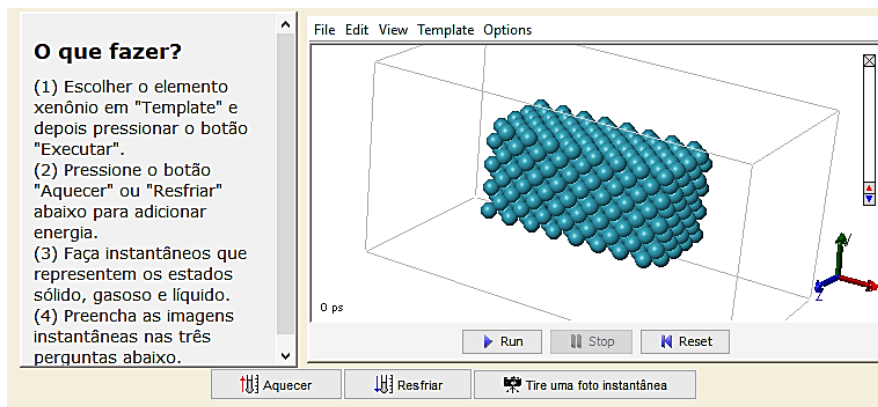 O que fazer?
(1) Escolher o elemento
xenônio em "Template" e
depois pressionar o botão
"Executar".
(2) Pressione o botão
"Aquecer" ou "Resfriar"
abaixo para adicionar
energia.
(3) Faça instantâneos que
representem os estados
sólido, gasoso e líquido.
(4) Preencha as imagens
instantâneas nas três
perguntas abaixo.
File Edit View Template Options
y
z
0 ps
Run Stop Reset
Aquecer Resfriar Tire uma foto instantânea